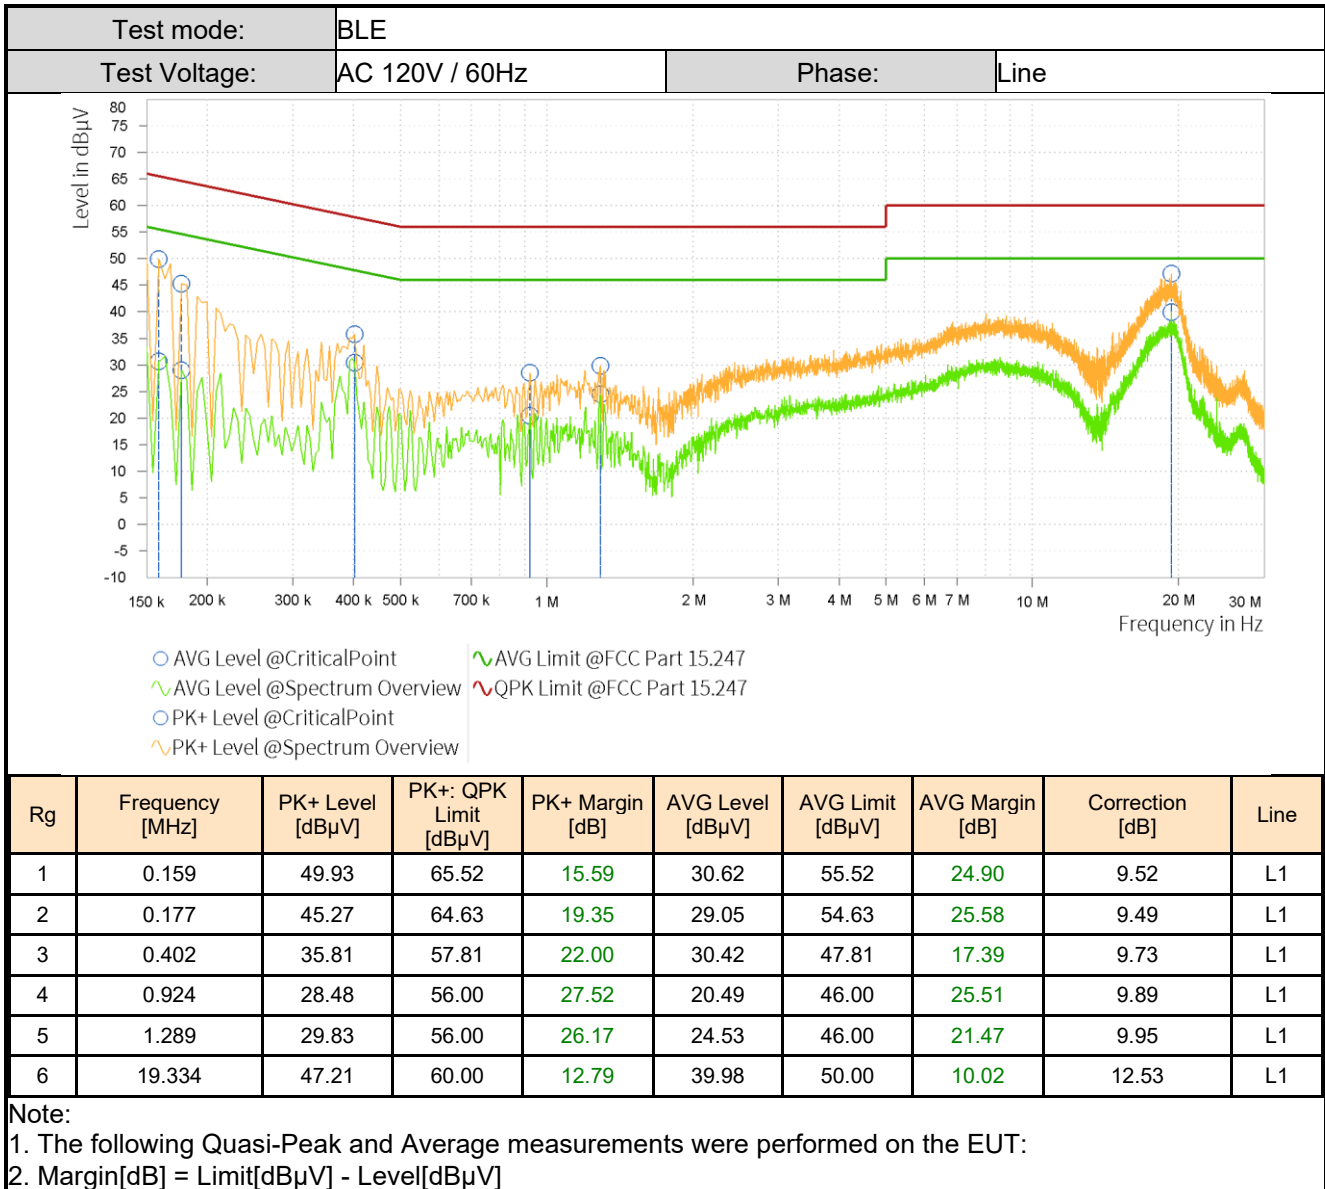 Test mode: BLE
Test Voltage: AC 120V / 60Hz Phase: Line
Level in dBµV
80
75
70
65
60
55
50
45
40
35
30
25
20
15
10
5
0
-5
-10
150 k 200 k 300 k 400 k 500 k 700 k 1 M 2 M 3 M 4 M 5 M 6 M 7 M 10 M 20 M 30 M
Frequency in Hz
AVG Level @CriticalPoint AVG Limit @FCC Part 15.247
AVG Level @Spectrum Overview QPK Limit @FCC Part 15.247
PK+ Level @CriticalPoint
PK+ Level @Spectrum Overview
Rg Frequency [MHz] PK+ Level [dBµV] PK+: QPK Limit [dBµV] PK+ Margin [dB] AVG Level [dBµV] AVG Limit [dBµV] AVG Margin [dB] Correction [dB] Line
1 0.159 49.93 65.52 15.59 30.62 55.52 24.90 9.52 L1
2 0.177 45.27 64.63 19.35 29.05 54.63 25.58 9.49 L1
3 0.402 35.81 57.81 22.00 30.42 47.81 17.39 9.73 L1
4 0.924 28.48 56.00 27.52 20.49 46.00 25.51 9.89 L1
5 1.289 29.83 56.00 26.17 24.53 46.00 21.47 9.95 L1
6 19.334 47.21 60.00 12.79 39.98 50.00 10.02 12.53 L1
Note:
1. The following Quasi-Peak and Average measurements were performed on the EUT:
2. Margin[dB] = Limit[dBµV] - Level[dBµV]